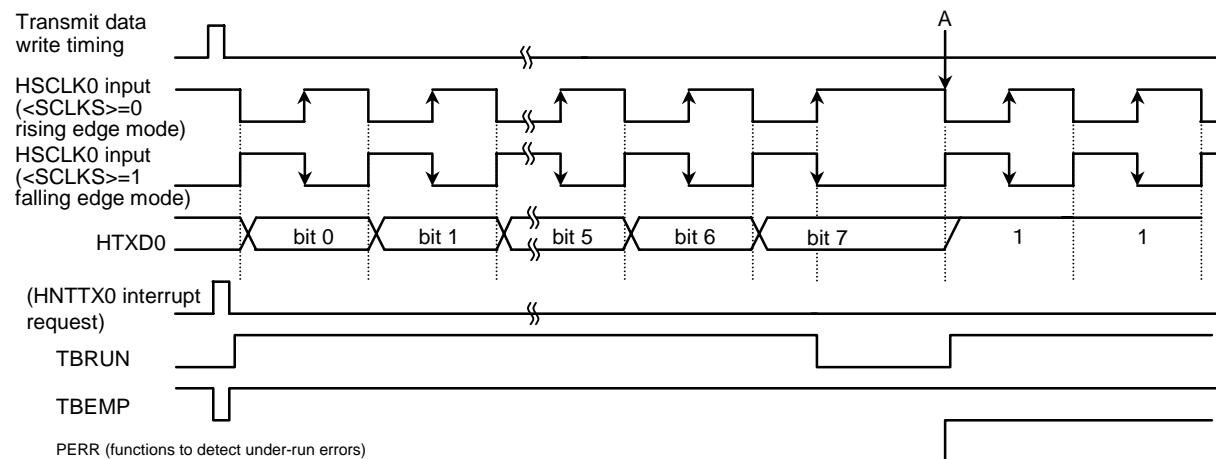 Transmit data
write timing
A
HSCLK0 input
(<SCLKS>=0
rising edge mode)
HSCLK0 input
(<SCLKS>=1
falling edge mode)
HTXD0
bit 0
bit 1
bit 5
bit 6
bit 7
1
1
(HNTTX0 interrupt
request)
TBRUN
TBEMP
PERR (functions to detect under-run errors)